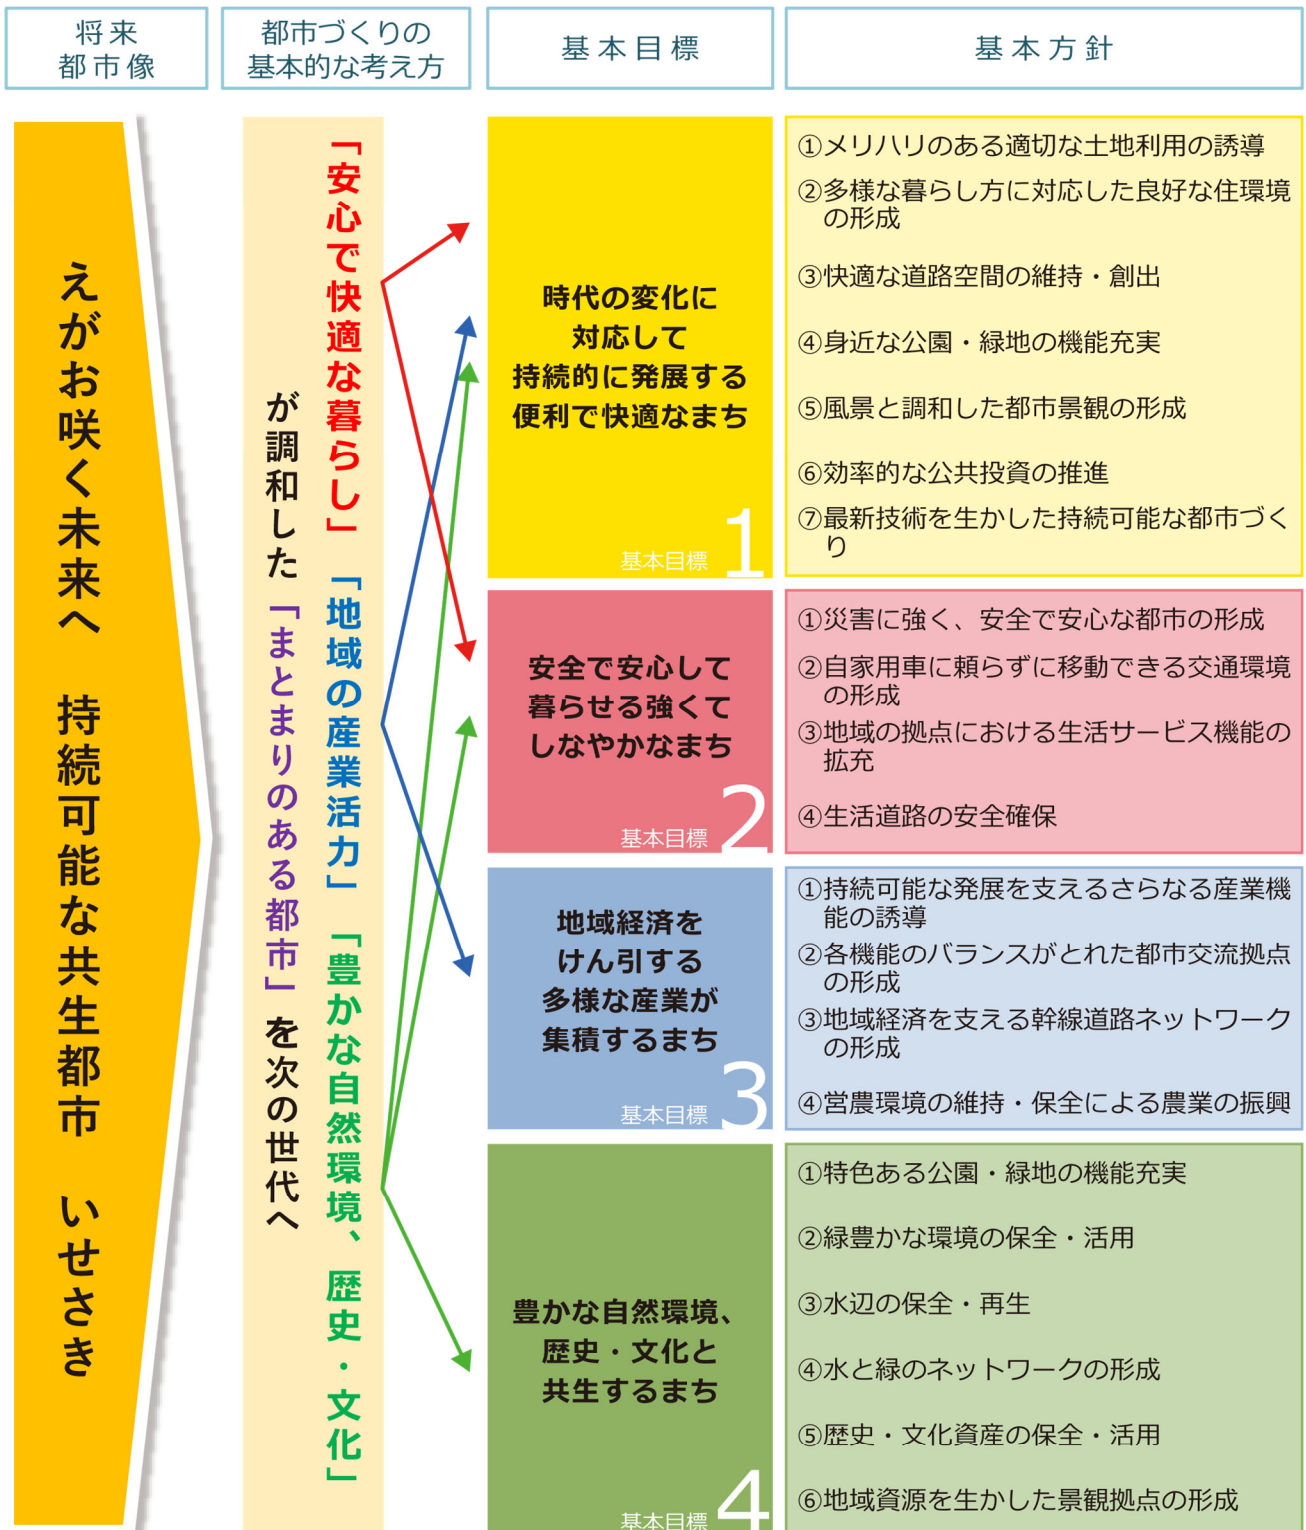 将来
都市像
都市づくりの
基本的な考え方
基本目標
基本方針
えがお咲く未来へ　持続可能な共生都市　いせさき
「安心で快適な暮らし」「地域の産業活力」「豊かな自然環境、歴史・文化」
が調和した「まとまりのある都市」を次の世代へ
時代の変化に
対応して
持続的に発展する
便利で快適なまち
基本目標 1
①メリハリのある適切な土地利用の誘導
②多様な暮らし方に対応した良好な住環境
の形成
③快適な道路空間の維持・創出
④身近な公園・緑地の機能充実
⑤風景と調和した都市景観の形成
⑥効率的な公共投資の推進
⑦最新技術を生かした持続可能な都市づく
り
安全で安心して
暮らせる強くて
しなやかなまち
基本目標 2
①災害に強く、安全で安心な都市の形成
②自家用車に頼らずに移動できる交通環境
の形成
③地域の拠点における生活サービス機能の
拡充
④生活道路の安全確保
地域経済を
けん引する
多様な産業が
集積するまち
基本目標 3
①持続可能な発展を支えるさらなる産業機
能の誘導
②各機能のバランスがとれた都市交流拠点
の形成
③地域経済を支える幹線道路ネットワーク
の形成
④営農環境の維持・保全による農業の振興
豊かな自然環境、
歴史・文化と
共生するまち
基本目標 4
①特色ある公園・緑地の機能充実
②緑豊かな環境の保全・活用
③水辺の保全・再生
④水と緑のネットワークの形成
⑤歴史・文化資産の保全・活用
⑥地域資源を生かした景観拠点の形成